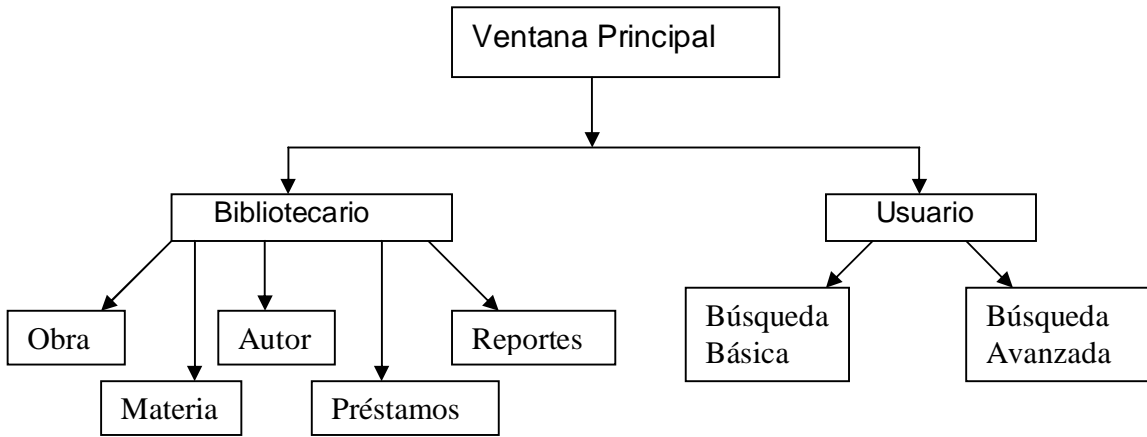 Ventana Principal
Bibliotecario
Usuario
Obra
Autor
Reportes
Materia
Préstamos
Búsqueda
Básica
Búsqueda
Avanzada